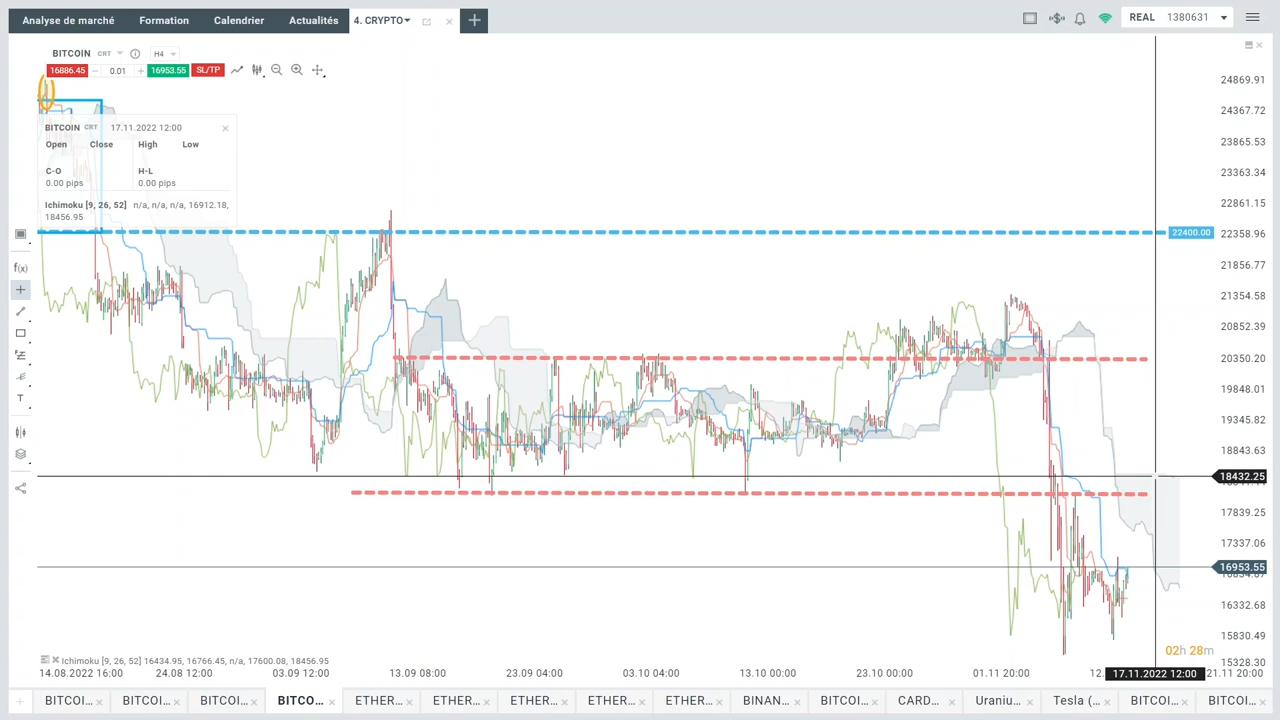 Analyse de marché Formation Calendrier Actualités 4. CRYPTO REAL 1380631
BITCOIN CRT H4
16886.45 0.01 16953.55 SL/TP
BITCOIN CRT 17.11.2022 12:00
Open Close High Low
C-O H-L
0.00 pips 0.00 pips
Ichimoku [9, 26, 52] n/a, n/a, n/a, 16912.18,
18456.95
f(x)
T
24869.91
24367.72
23865.53
23363.34
22861.15
22400.00
22358.96
21856.77
21354.58
20852.39
20350.20
19848.01
19345.82
18843.63
18432.25
17839.25
17337.06
16953.55
16332.68
15830.49
15328.30
02h 28m
Ichimoku [9, 26, 52] 16434.95, 16766.45, n/a, 17600.08, 18456.95
14.08.2022 16:00 24.08 12:00 03.09 12:00 13.09 08:00 23.09 04:00 03.10 04:00 13.10 00:00 23.10 00:00 01.11 20:00 12. 17.11.2022 12:00 21.11 20:00
BITCOI... BITCOI... BITCOI... BITCO... ETHER... ETHER... ETHER... ETHER... ETHER... BINAN... BITCOI... CARD... Uraniu... Tesla (... BITCOI... BITCOI...